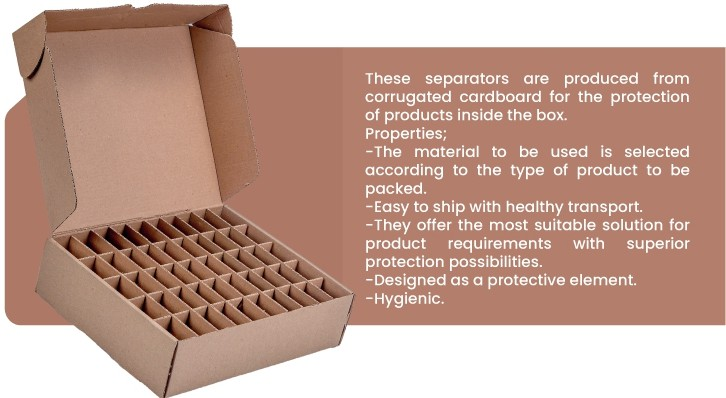 These separators are produced from
corrugated cardboard for the protection
of products inside the box.
Properties;
-The material to be used is selected
according to the type of product to be
packed.
-Easy to ship with healthy transport.
-They offer the most suitable solution for
product requirements with superior
protection possibilities.
-Designed as a protective element.
-Hygienic.